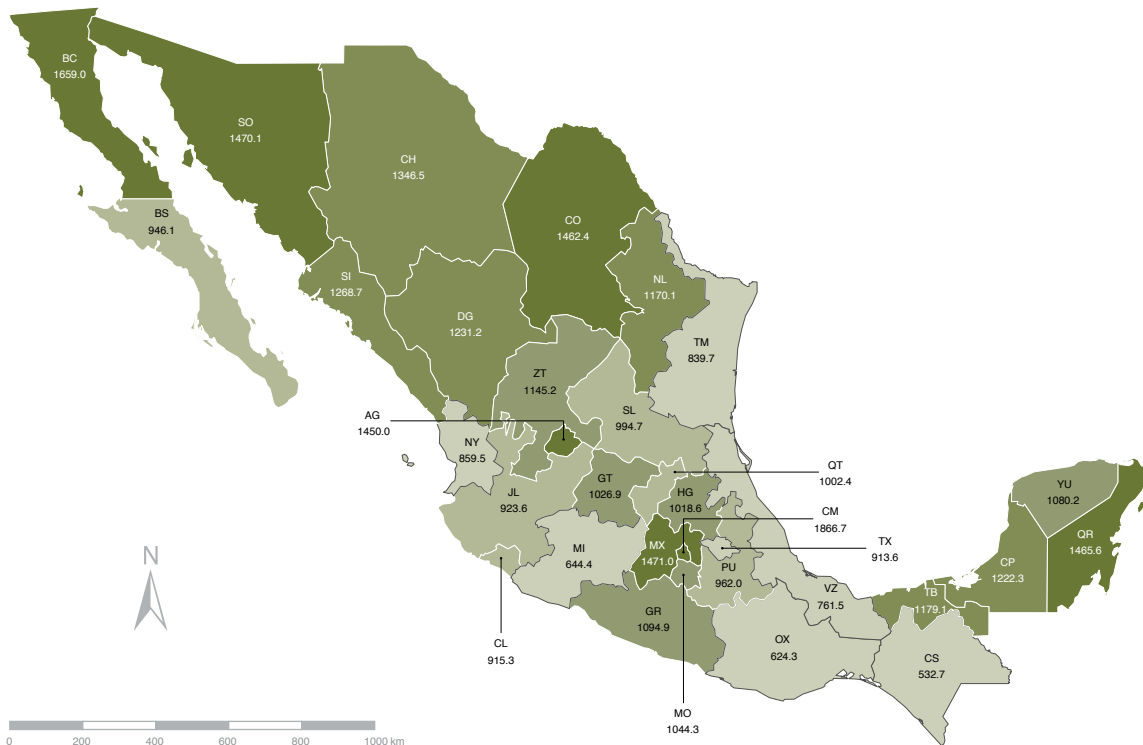 BC
1659.0
SO
1470.1
CH
1346.5
BS
946.1
CO
1462.4
SI
1268.7
NL
1170.1
DG
1231.2
TM
839.7
ZT
1145.2
AG
1450.0
SL
994.7
NY
859.5
QT
1002.4
GT
1026.9
JL
923.6
HG
1018.6
YU
1080.2
CM
1866.7
QR
1465.6
TX
913.6
MX
1471.0
MI
644.4
PU
962.0
CP
1222.3
VZ
761.5
TB
1179.1
N
GR
1094.9
OX
624.3
CL
915.3
CS
532.7
MO
1044.3
0 200 400 600 800 1000 km